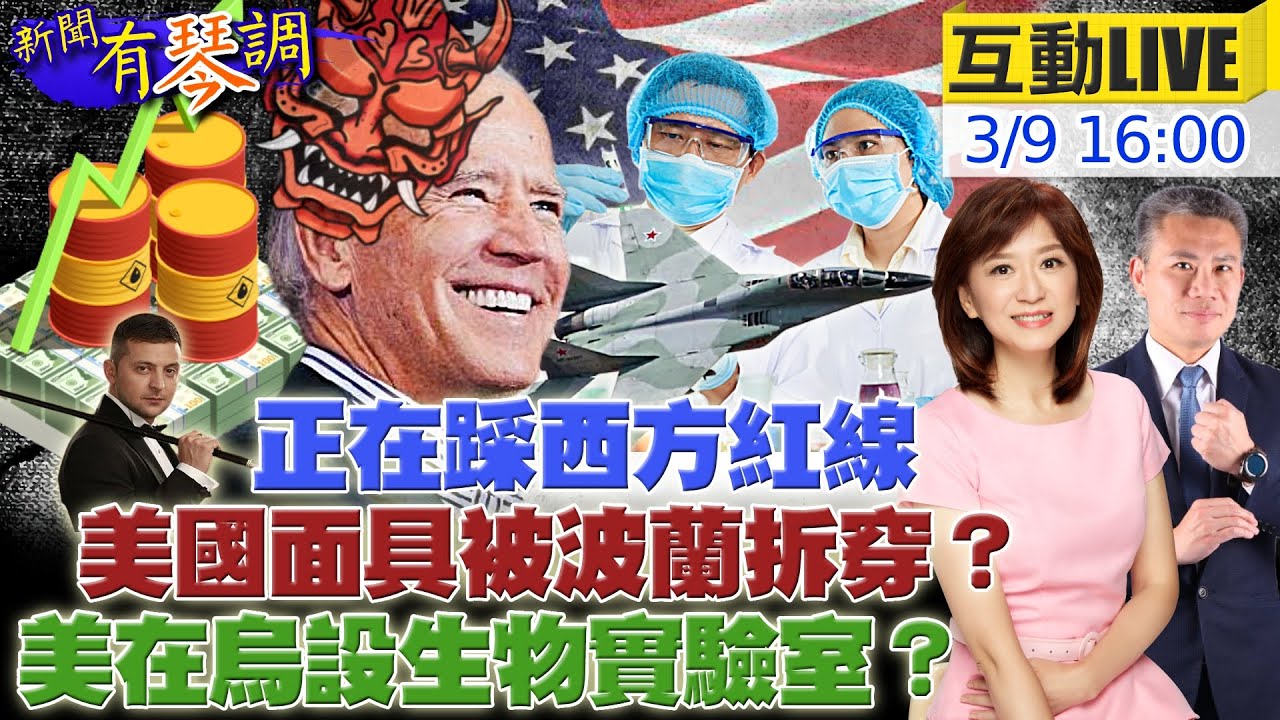 新聞有琴調
互動LIVE
3/9 16:00
正在踩西方紅線
美國面具被波蘭拆穿？
美在烏設生物實驗室？